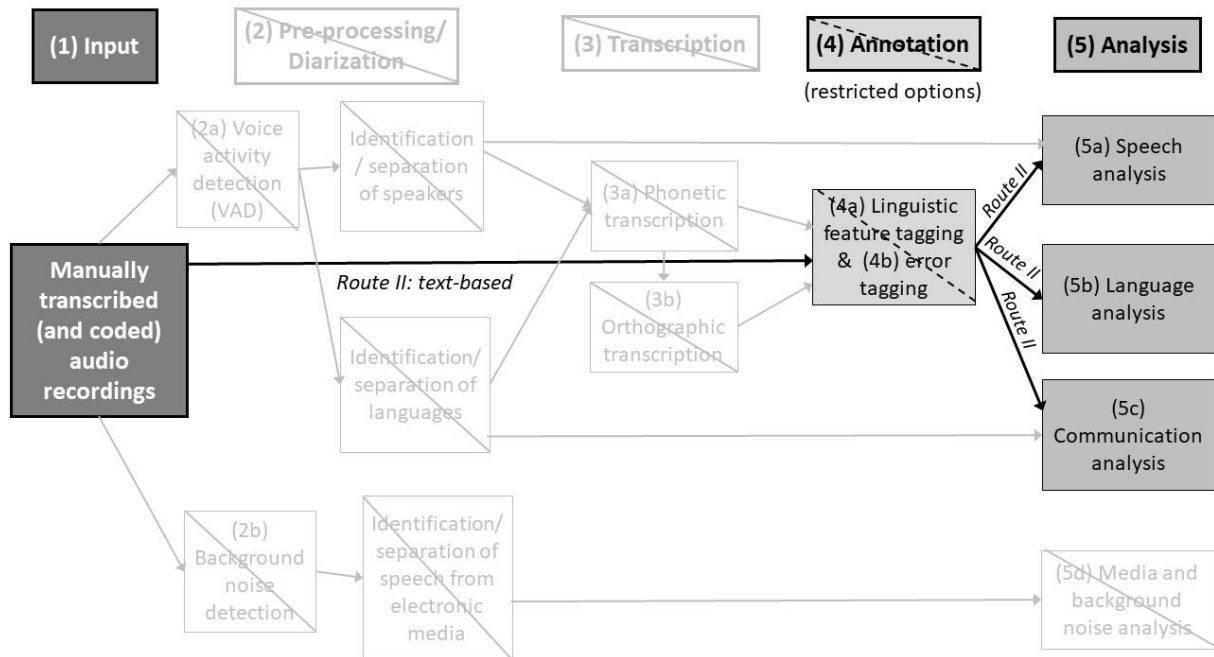 (1) Input
(2) Pre-processing/
Diarization
(3) Transcription
(4) Annotation
(restricted options)
(5) Analysis
(2a) Voice
activity
detection
(VAD)
Identification
/ separation
of speakers
(3a) Phonetic
transcription
(4a) Linguistic
feature tagging
& (4b) error
tagging
Route II
Route II
Route II
(5a) Speech
analysis
Manually
transcribed
(and coded)
audio
recordings
Route II: text-based
(3b)
Orthographic
transcription
(5b) Language
analysis
Identification/
separation of
languages
(5c)
Communication
analysis
(2b)
Background
noise
detection
Identification/
separation of
speech from
electronic
media
(5d) Media and
background
noise analysis